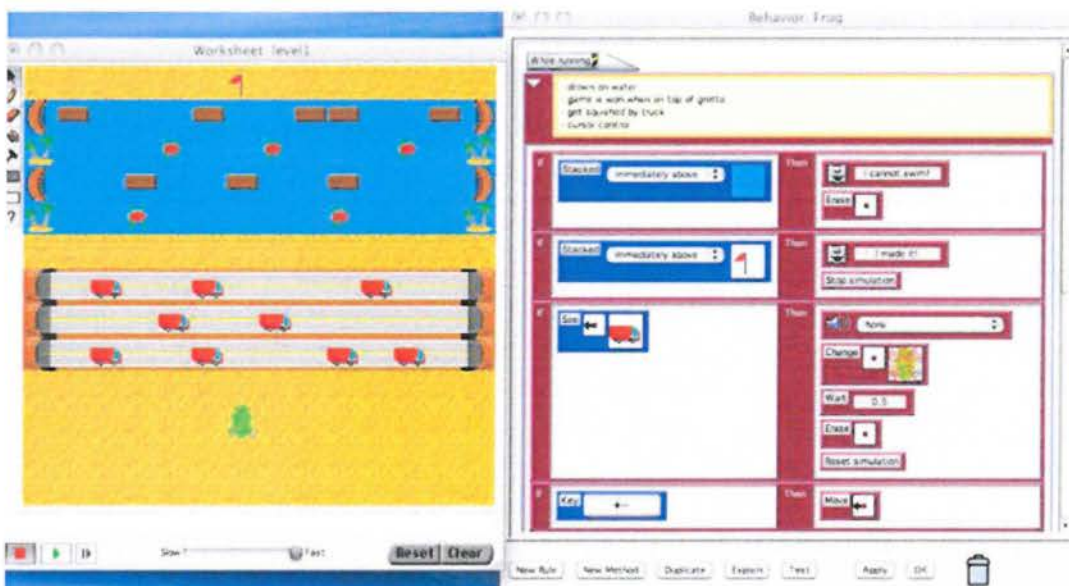 Worksheet level1
?
Slow
Fast
Reset Clear
Behavior Frog
While running
- drown on water
- game is won when on top of grotto
- get squished by truck
- cursor control
If
Stacked immediately above
Then
I cannot swim!
Erase
If
Stacked immediately above
Then
I made it!
Stop simulation
If
See
Then
Change
Wait 0.5
Erase
Reset simulation
If
Key
Then
Move
New Rule New Method Duplicate Explain Test Apply OK